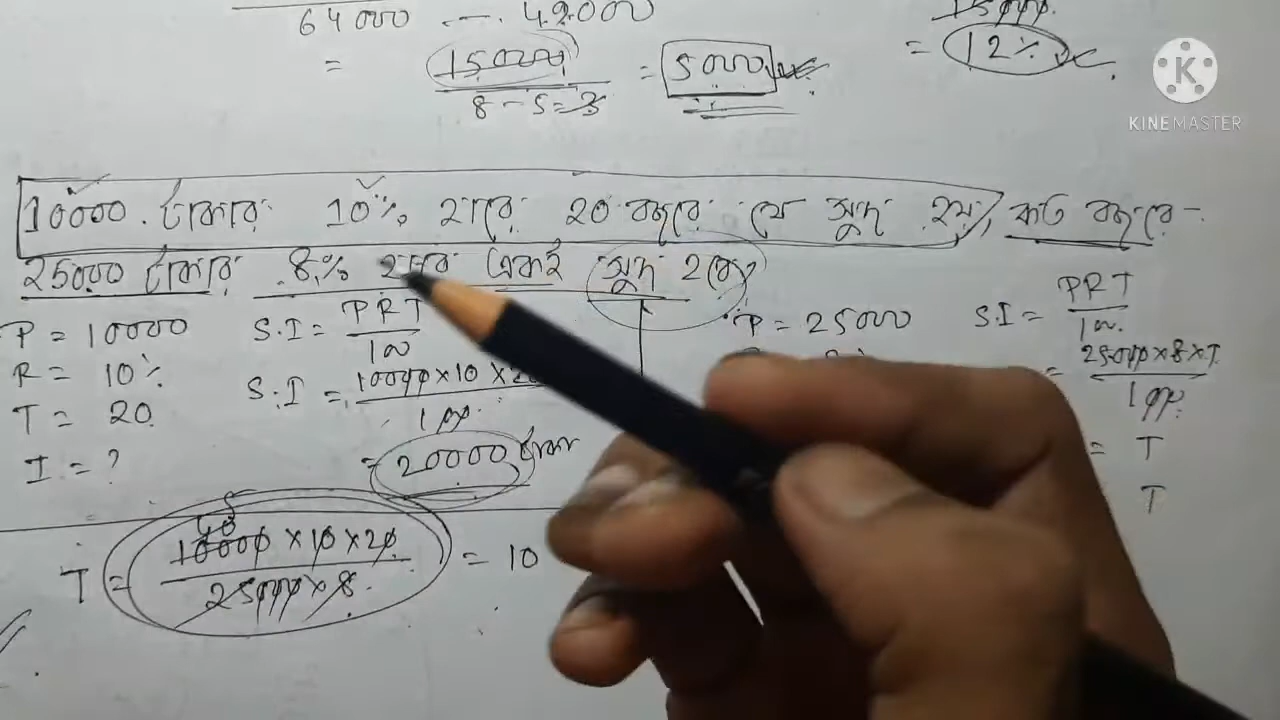 64000 - 42000
= 15000 / 8 - 5 = 3 = 5000
= 12%
KINEMASTER
10000 টাকার 10% হারে 20 বছরে যে সুদ হয়, কত বছরে -
25000 টাকার 8% হারে একই সুদ হবে,
P = 10000
R = 10%
T = 20
I = ?
S.I = PRT / 100
S.I = 10000 × 10 × 20 / 100
= 20000 টাকা
P = 25000
S.I = PRT / 100
= 25000 × 8 × T / 100
= T
T
T = 10000 × 10 × 20 / 25000 × 8 = 10